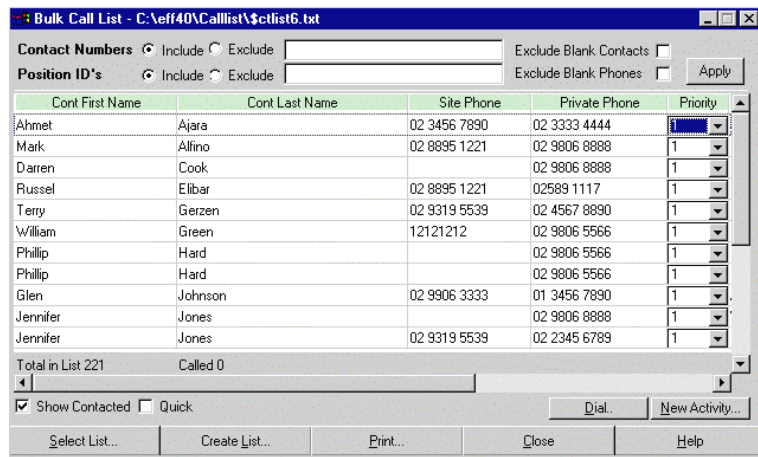 Bulk Call List - C:\eff40\Calllist\$ctlist6.txt
Contact Numbers Include Exclude Exclude Blank Contacts
Position ID's Include Exclude Exclude Blank Phones Apply
Cont First Name Cont Last Name Site Phone Private Phone Priority
Ahmet Ajara 02 3456 7890 02 3333 4444 1
Mark Alfino 02 8895 1221 02 9806 8888 1
Darren Cook 02 9806 8888 1
Russel Elibar 02 8895 1221 02589 1117 1
Terry Gerzen 02 9319 5539 02 4567 8890 1
William Green 12121212 02 9806 5566 1
Phillip Hard 02 9806 5566 1
Phillip Hard 02 9806 5566 1
Glen Johnson 02 9906 3333 01 3456 7890 1
Jennifer Jones 02 9806 8888 1
Jennifer Jones 02 9319 5539 02 2345 6789 1
Total in List 221 Called 0
Show Contacted Quick Dial.. New Activity...
Select List... Create List... Print... Close Help